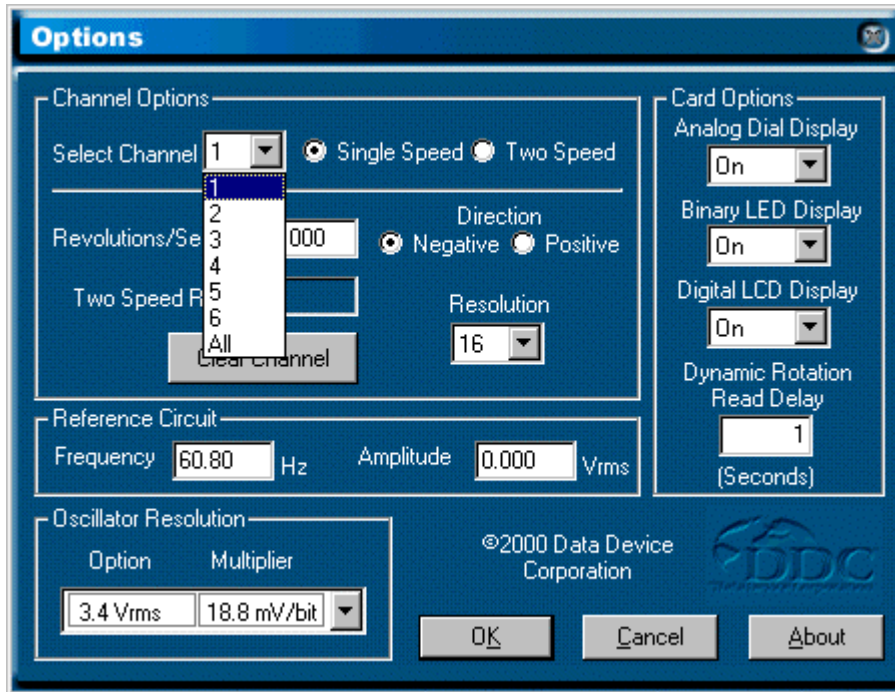 Options
Channel Options
Select Channel 1 Single Speed Two Speed
1
2
3
4
5
6
All
Revolutions/Se 000
Direction
Negative Positive
Two Speed R
Resolution
16
Clear Channel
Card Options
Analog Dial Display
On
Binary LED Display
On
Digital LCD Display
On
Dynamic Rotation
Read Delay
1
(Seconds)
Reference Circuit
Frequency 60.80 Hz Amplitude 0.000 Vrms
Oscillator Resolution
Option Multiplier
3.4 Vrms 18.8 mV/bit
©2000 Data Device
Corporation
DDC
OK Cancel About